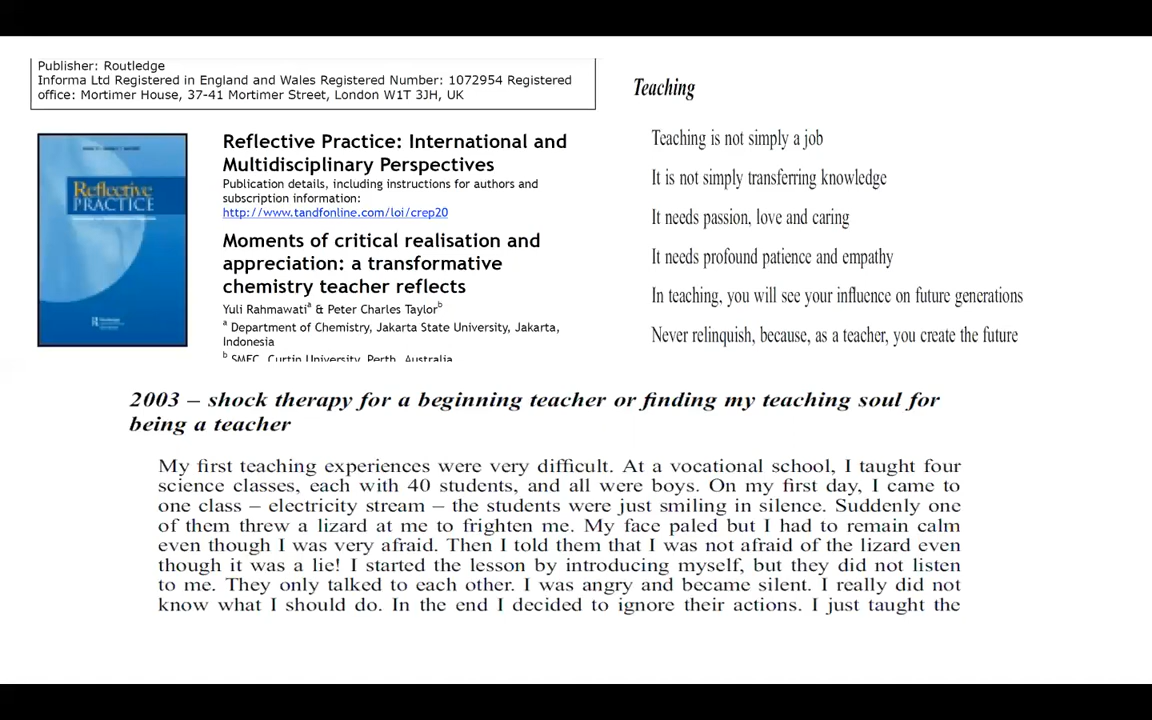 Publisher: Routledge
Informa Ltd Registered in England and Wales Registered Number: 1072954 Registered
office: Mortimer House, 37-41 Mortimer Street, London W1T 3JH, UK
Reflective
PRACTICE
Routledge
Reflective Practice: International and
Multidisciplinary Perspectives
Publication details, including instructions for authors and
subscription information:
http://www.tandfonline.com/loi/crep20
Moments of critical realisation and
appreciation: a transformative
chemistry teacher reflects
Yuli Rahmawatiᵃ & Peter Charles Taylorᵇ
ᵃ Department of Chemistry, Jakarta State University, Jakarta,
Indonesia
ᵇ SMEC, Curtin University, Perth, Australia
Teaching
Teaching is not simply a job
It is not simply transferring knowledge
It needs passion, love and caring
It needs profound patience and empathy
In teaching, you will see your influence on future generations
Never relinquish, because, as a teacher, you create the future
2003 – shock therapy for a beginning teacher or finding my teaching soul for
being a teacher
My first teaching experiences were very difficult. At a vocational school, I taught four
science classes, each with 40 students, and all were boys. On my first day, I came to
one class – electricity stream – the students were just smiling in silence. Suddenly one
of them threw a lizard at me to frighten me. My face paled but I had to remain calm
even though I was very afraid. Then I told them that I was not afraid of the lizard even
though it was a lie! I started the lesson by introducing myself, but they did not listen
to me. They only talked to each other. I was angry and became silent. I really did not
know what I should do. In the end I decided to ignore their actions. I just taught the